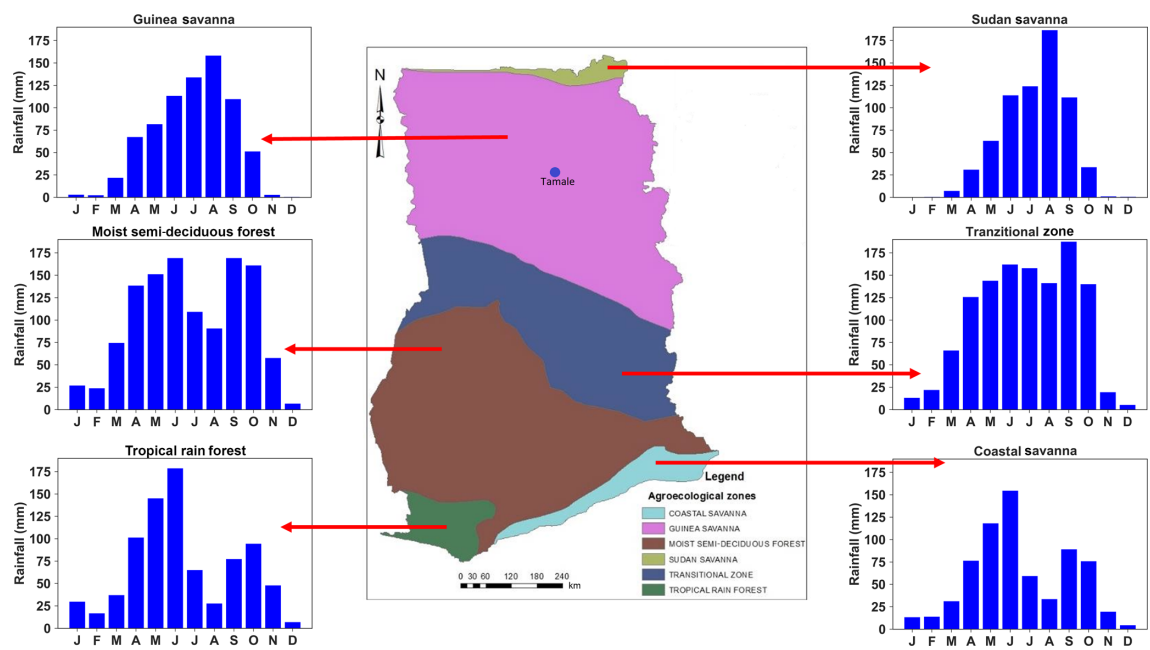 Guinea savanna
Rainfall (mm)
175
150
125
100
75
50
25
0
J F M A M J J A S O N D
Moist semi-deciduous forest
Rainfall (mm)
175
150
125
100
75
50
25
0
J F M A M J J A S O N D
Tropical rain forest
Rainfall (mm)
175
150
125
100
75
50
25
0
J F M A M J J A S O N D
N
Tamale
Legend
Agroecological zones
COASTAL SAVANNA
GUINEA SAVANNA
MOIST SEMI-DECIDUOUS FOREST
SUDAN SAVANNA
TRANSITIONAL ZONE
TROPICAL RAIN FOREST
0 30 60 120 180 240
km
Sudan savanna
Rainfall (mm)
175
150
125
100
75
50
25
0
J F M A M J J A S O N D
Tranzitional zone
Rainfall (mm)
175
150
125
100
75
50
25
0
J F M A M J J A S O N D
Coastal savanna
Rainfall (mm)
175
150
125
100
75
50
25
0
J F M A M J J A S O N D